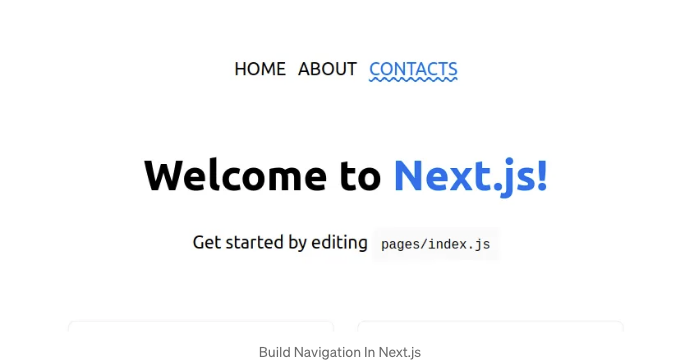 HOME ABOUT CONTACTS
Welcome to Next.js!
Get started by editing pages/index.js
Build Navigation In Next.js